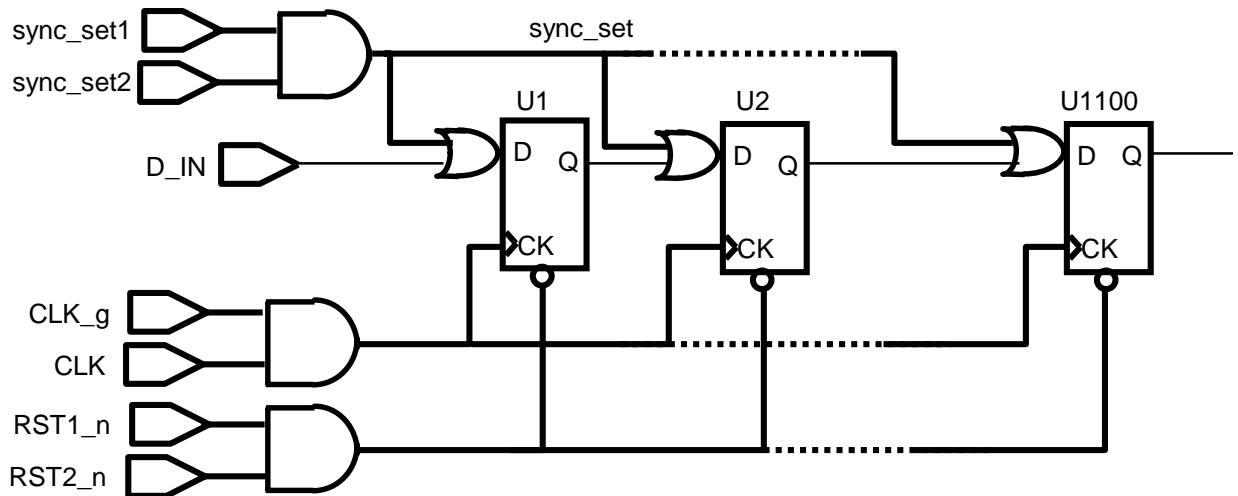 sync_set1
sync_set
sync_set2
U1
U2
U1100
D_IN
D
Q
D
Q
D
Q
CK
CK
CK
CLK_g
CLK
RST1_n
RST2_n